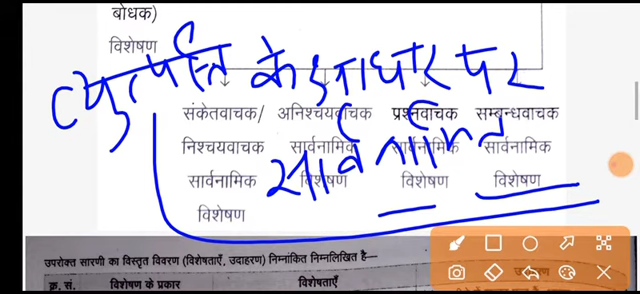 बोधक)
विशेषण
व्युत्पत्ति के आधार पर
संकेतवाचक/ अनिश्चयवाचक प्रश्नवाचक सम्बन्धवाचक
निश्चयवाचक सार्वनामिक सार्वनामिक सार्वनामिक
सार्वनामिक विशेषण विशेषण विशेषण
विशेषण
सार्वनामिक
उपरोक्त सारणी का विस्तृत विवरण (विशेषताएँ, उदाहरण) निम्नांकित निम्नलिखित है—
क्र. सं. विशेषण के प्रकार विशेषताएँ